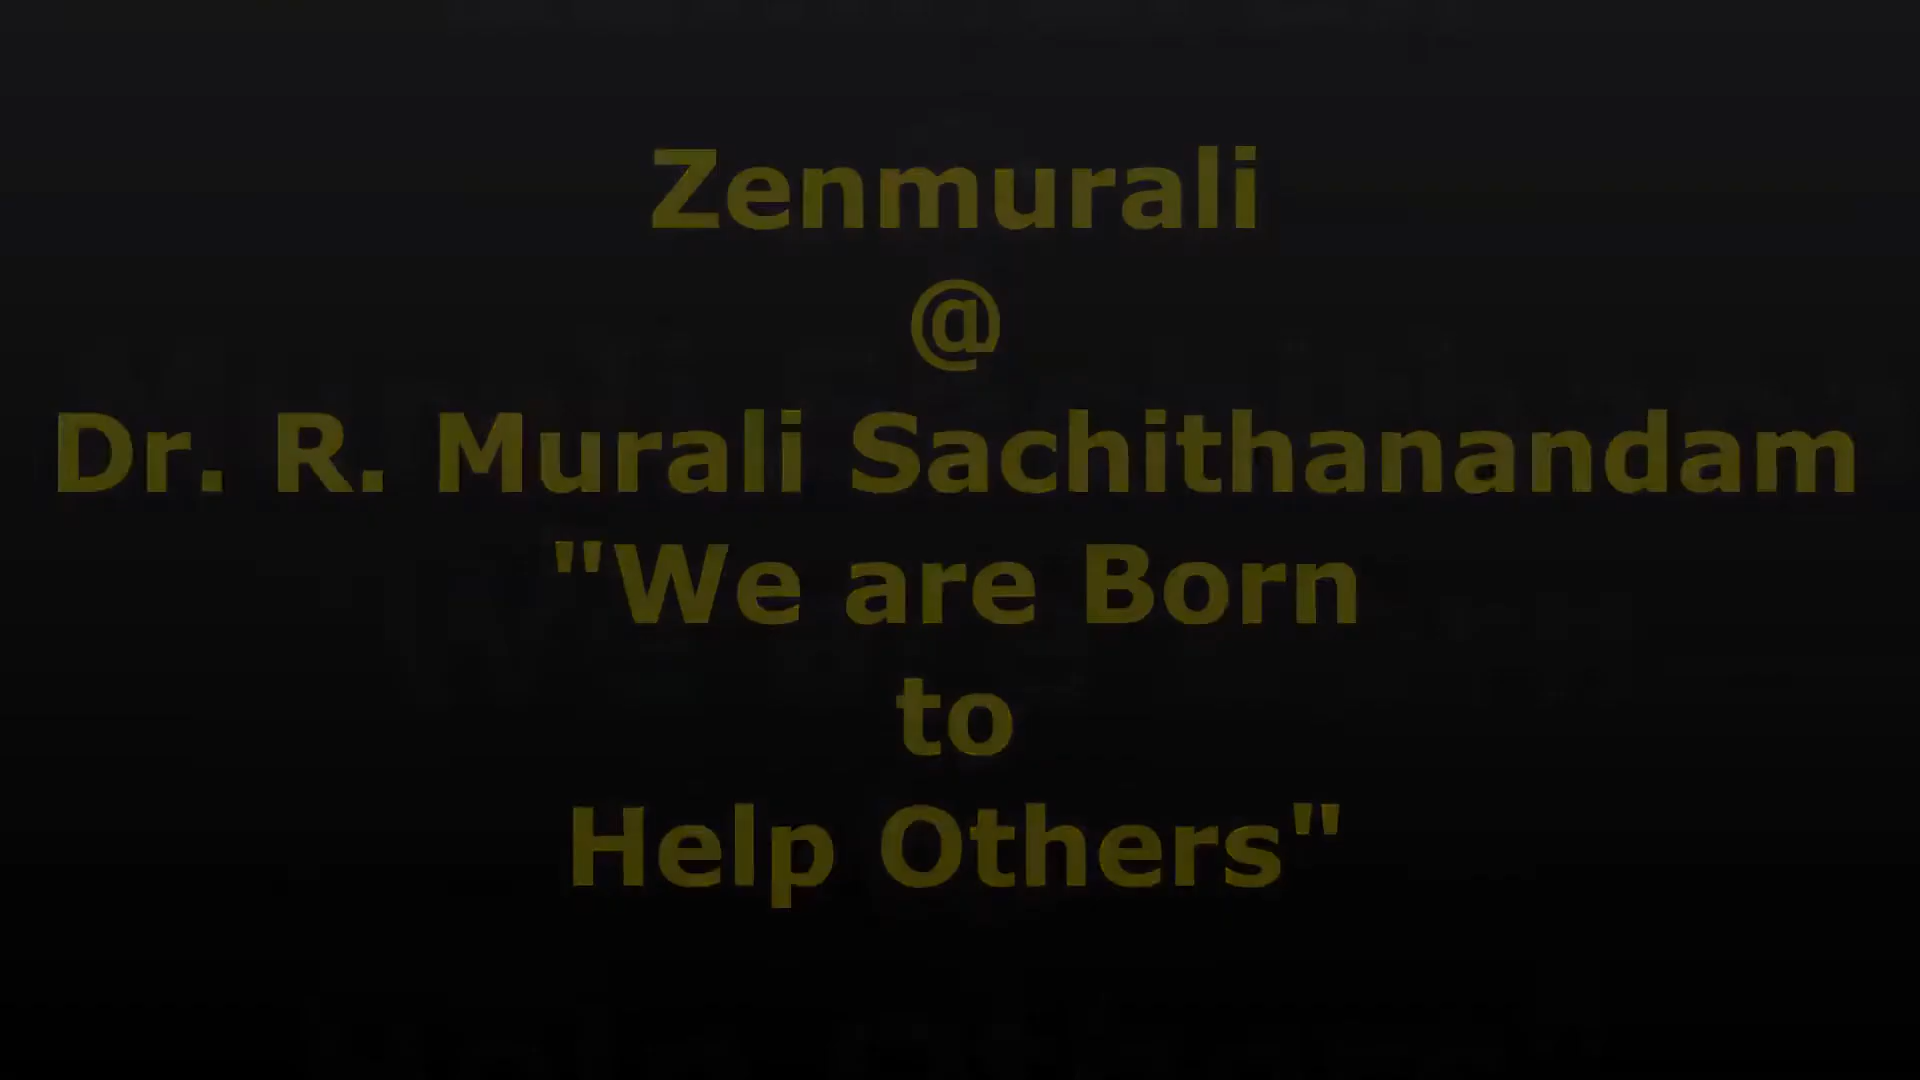 Zenmurali
@
Dr. R. Murali Sachithanandam
"We are Born
to
Help Others"